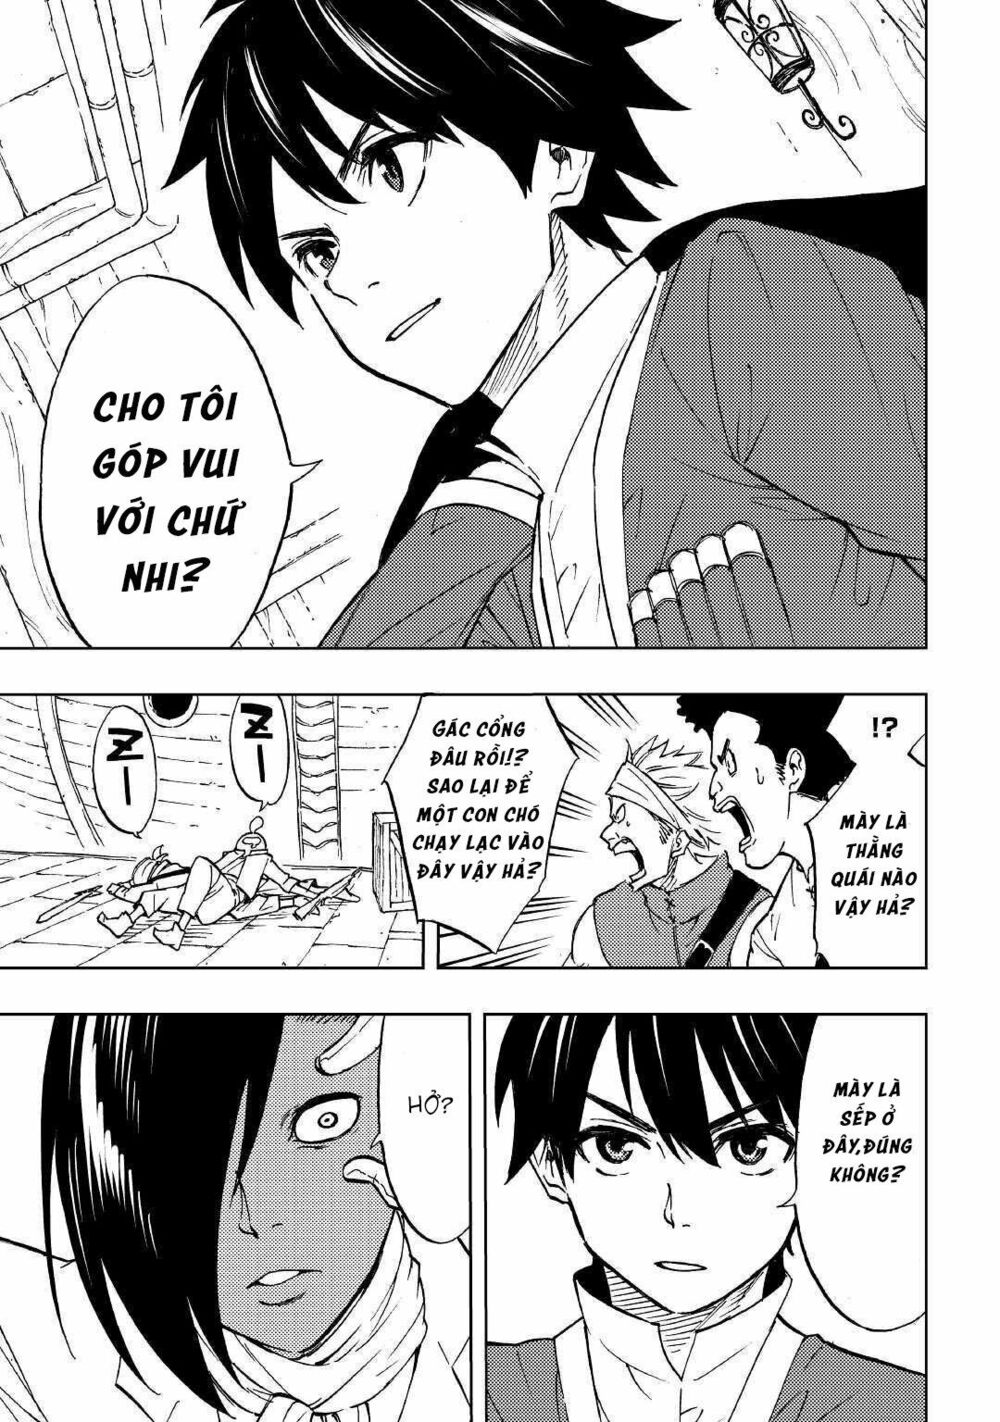 CHO TÔI
GÓP VUI
VỚI CHỨ
NHI?
!?
MÀY LÀ
THẰNG
QUÁI NÀO
VẬY HẢ?
GÁC CỔNG
ĐÂU RỒI!?
SAO LẠI ĐỂ
MỘT CON CHÓ
CHẠY LẠC VÀO
ĐÂY VẬY HẢ?
Z—
Z—
MÀY LÀ
SẾP Ở
ĐÂY,ĐÚNG
KHÔNG?
HỞ?